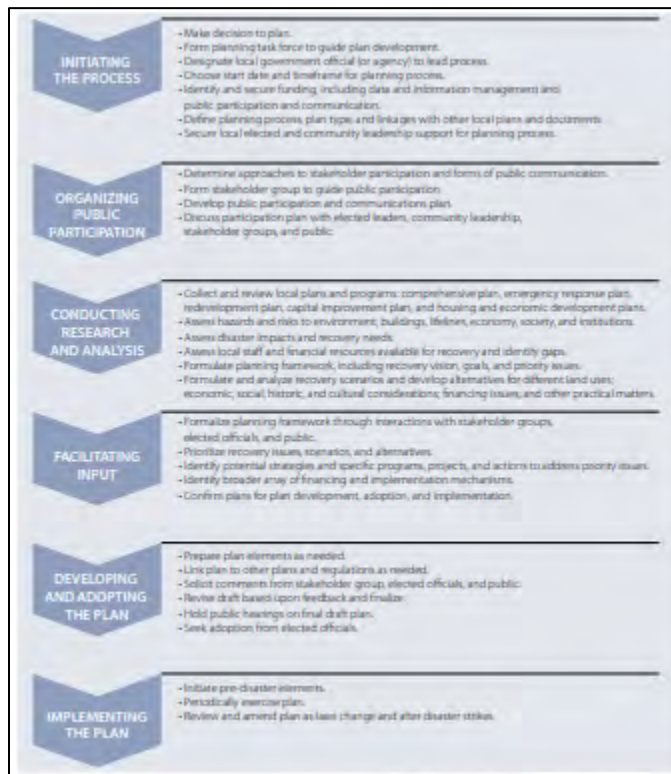 INITIATING
THE PROCESS
- Make decision to plan.
- Form planning task force to guide plan development.
- Designate local government official (or agency) to lead process.
- Choose start date and timeframe for planning process.
- Identify and secure funding, including data and information management and
public participation and communication.
- Define planning process, plan type, and linkages with other local plans and documents.
- Secure local elected and community leadership support for planning process.
ORGANIZING
PUBLIC
PARTICIPATION
- Determine approaches to stakeholder participation and forms of public communication.
- Form stakeholder group to guide public participation.
- Develop public participation and communications plan.
- Discuss participation plan with elected leaders, community leadership,
stakeholder groups, and public.
CONDUCTING
RESEARCH
AND ANALYSIS
- Collect and review local plans and programs: comprehensive plan, emergency response plan,
redevelopment plan, capital improvement plan, and housing and economic development plans.
- Assess hazards and risks to environment, buildings, lifelines, economy, society, and institutions.
- Assess disaster impacts and recovery needs.
- Assess local staff and financial resources available for recovery and identify gaps.
- Formulate planning framework, including recovery vision, goals, and priority issues.
- Formulate and analyze recovery scenarios and develop alternatives for different land uses;
economic, social, historic, and cultural considerations; financing issues, and other practical matters.
FACILITATING
INPUT
- Formalize planning framework through interactions with stakeholder groups,
elected officials, and public.
- Prioritize recovery issues, scenarios, and alternatives.
- Identify potential strategies and specific programs, projects, and actions to address priority issues.
- Identify broader array of financing and implementation mechanisms.
- Confirm plans for plan development, adoption, and implementation.
DEVELOPING
AND ADOPTING
THE PLAN
- Prepare plan elements as needed.
- Link plan to other plans and regulations as needed.
- Solicit comments from stakeholder group, elected officials, and public.
- Revise draft based upon feedback and finalize.
- Hold public hearings on final draft plan.
- Seek adoption from elected officials.
IMPLEMENTING
THE PLAN
- Initiate pre-disaster elements.
- Periodically exercise plan.
- Review and amend plan as laws change and after disaster strikes.